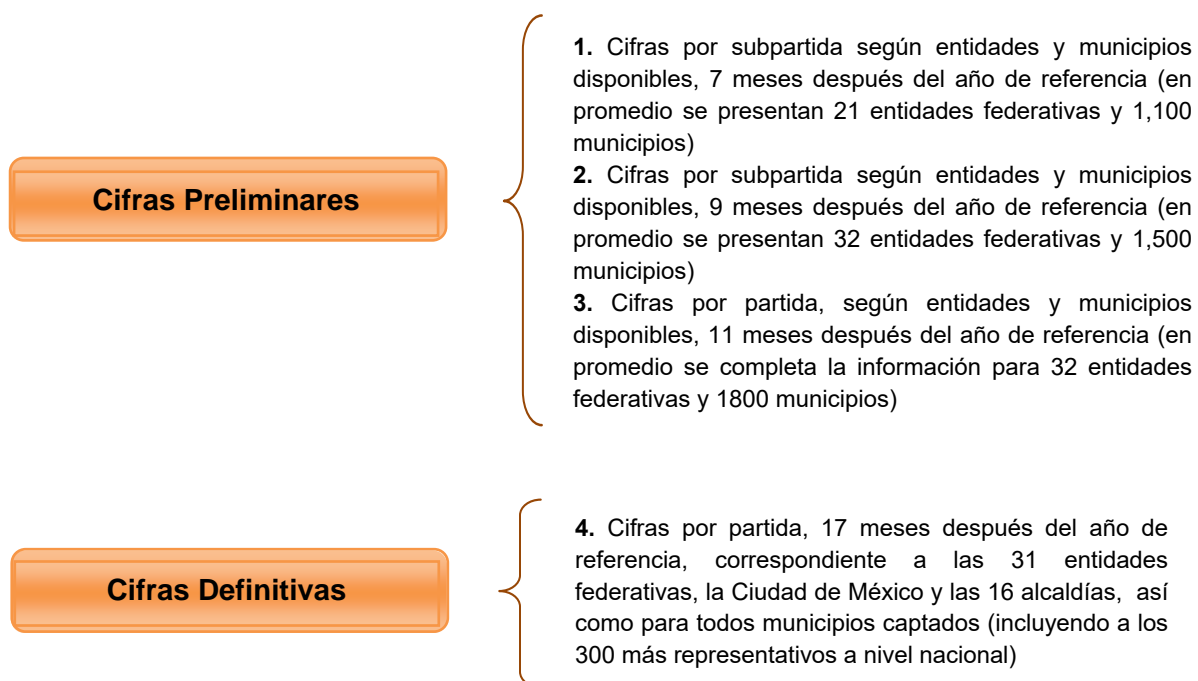 Cifras Preliminares
1. Cifras por subpartida según entidades y municipios
disponibles, 7 meses después del año de referencia (en
promedio se presentan 21 entidades federativas y 1,100
municipios)
2. Cifras por subpartida según entidades y municipios
disponibles, 9 meses después del año de referencia (en
promedio se presentan 32 entidades federativas y 1,500
municipios)
3. Cifras por partida, según entidades y municipios
disponibles, 11 meses después del año de referencia (en
promedio se completa la información para 32 entidades
federativas y 1800 municipios)
Cifras Definitivas
4. Cifras por partida, 17 meses después del año de
referencia, correspondiente a las 31 entidades
federativas, la Ciudad de México y las 16 alcaldías, así
como para todos municipios captados (incluyendo a los
300 más representativos a nivel nacional)